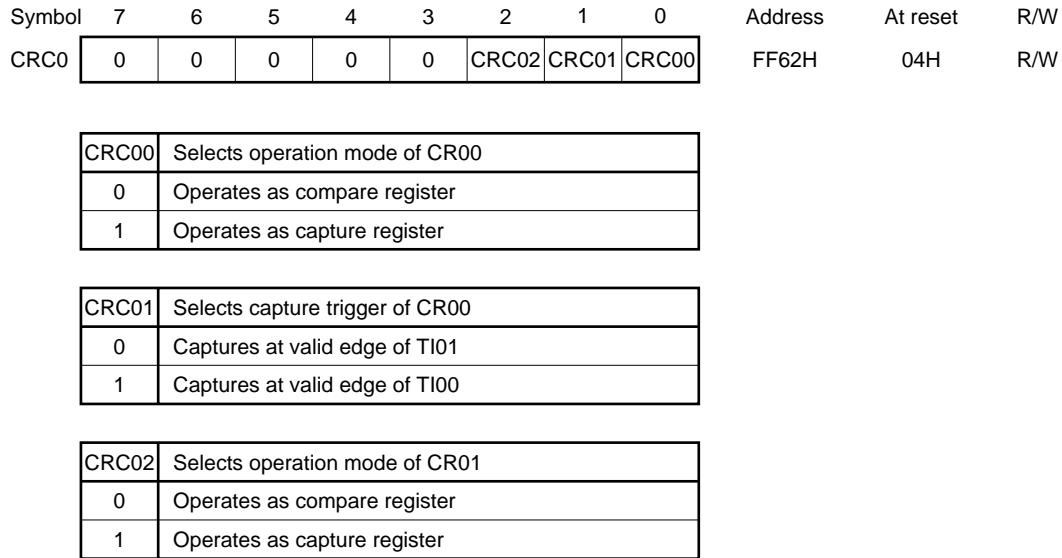 Symbol 7 6 5 4 3 2 1 0 Address At reset R/W
CRC0 0 0 0 0 0 CRC02 CRC01 CRC00 FF62H 04H R/W
CRC00 Selects operation mode of CR00
0 Operates as compare register
1 Operates as capture register
CRC01 Selects capture trigger of CR00
0 Captures at valid edge of TI01
1 Captures at valid edge of TI00
CRC02 Selects operation mode of CR01
0 Operates as compare register
1 Operates as capture register